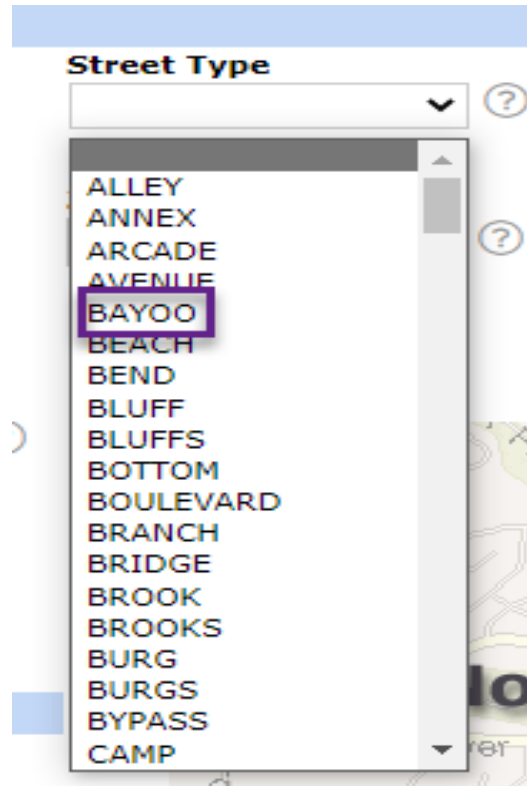 Street Type
?
ALLEY
ANNEX
?
ARCADE
AVENUE
BAYOO
BEACH
BEND
BLUFF
BLUFFS
BOTTOM
BOULEVARD
BRANCH
BRIDGE
BROOK
BROOKS
BURG
BURGS
BYPASS
CAMP